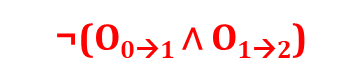 ¬(O₀→₁ ∧ O₁→₂)